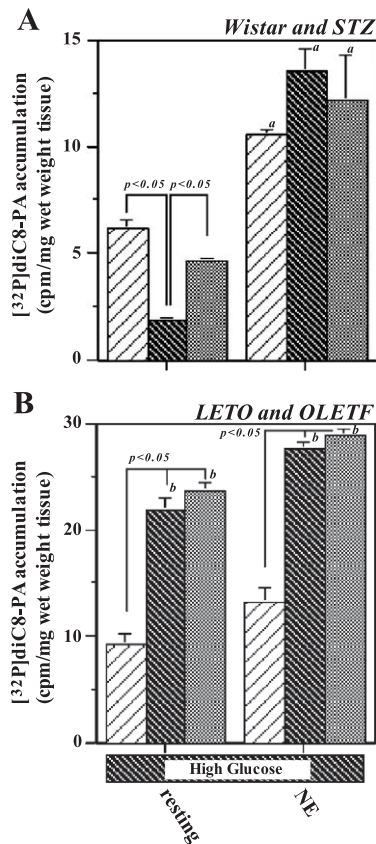 A
Wistar and STZ
[32P]diC8-PA accumulation
(cpm/mg wet weight tissue)
15
10
5
0
a
a
a
p<0.05 p<0.05
B
LETO and OLETF
[32P]diC8-PA accumulation
(cpm/mg wet weight tissue)
30
20
10
0
p<0.05
b
b
p<0.05
b
b
High Glucose
resting
NE